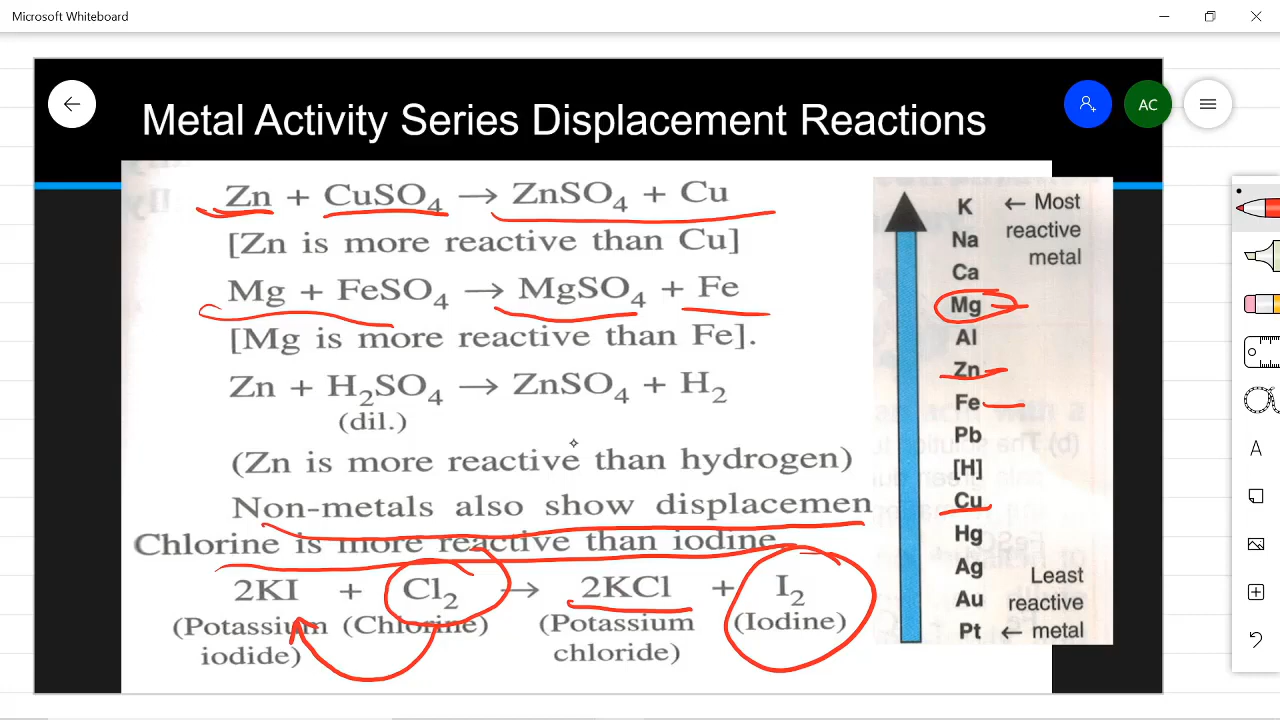 Microsoft Whiteboard
AC
Metal Activity Series Displacement Reactions
Zn + CuSO₄ → ZnSO₄ + Cu
[Zn is more reactive than Cu]
Mg + FeSO₄ → MgSO₄ + Fe
[Mg is more reactive than Fe].
Zn + H₂SO₄ → ZnSO₄ + H₂
(dil.)
(Zn is more reactive than hydrogen)
Non-metals also show displacemen
Chlorine is more reactive than iodine
2KI + Cl₂ → 2KCl + I₂
(Potassium (Chlorine) (Potassium (Iodine)
iodide) chloride)
K ← Most
reactive
Na
metal
Ca
Mg
Al
Zn
Fe
Pb
[H]
Cu
Hg
Ag
Least
Au reactive
Pt ← metal
A